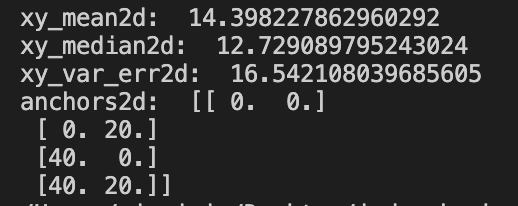 xy_mean2d:  14.398227862960292
xy_median2d:  12.729089795243024
xy_var_err2d:  16.542108039685605
anchors2d:  [[ 0.  0.]
 [ 0. 20.]
 [40.  0.]
 [40. 20.]]